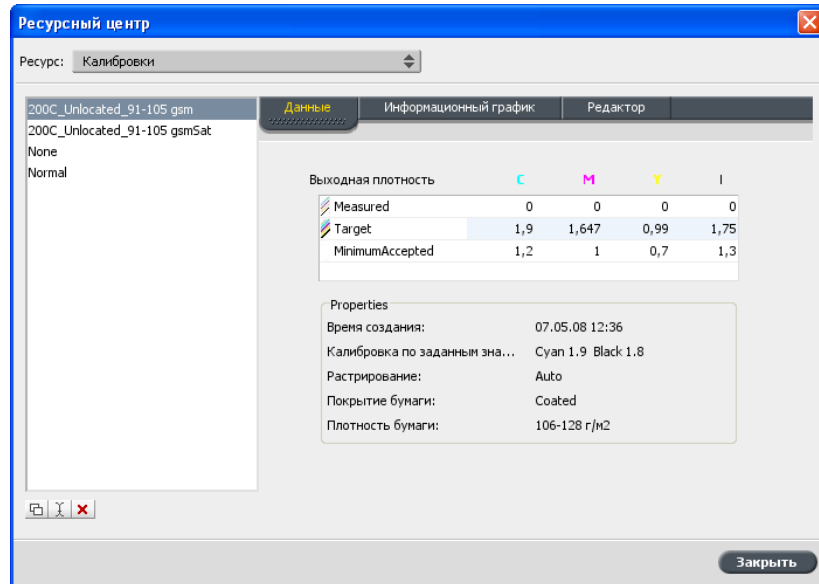 Ресурсный центр
Ресурс: Калибровки
200C_Unlocated_91-105 gsm
200C_Unlocated_91-105 gsmSat
None
Normal
Данные Информационный график Редактор
Выходная плотность C M Y I
Measured 0 0 0 0
Target 1,9 1,647 0,99 1,75
MinimumAccepted 1,2 1 0,7 1,3
Properties
Время создания: 07.05.08 12:36
Калибровка по заданным зна... Cyan 1.9 Black 1.8
Растрирование: Auto
Покрытие бумаги: Coated
Плотность бумаги: 106-128 г/м2
Закрыть